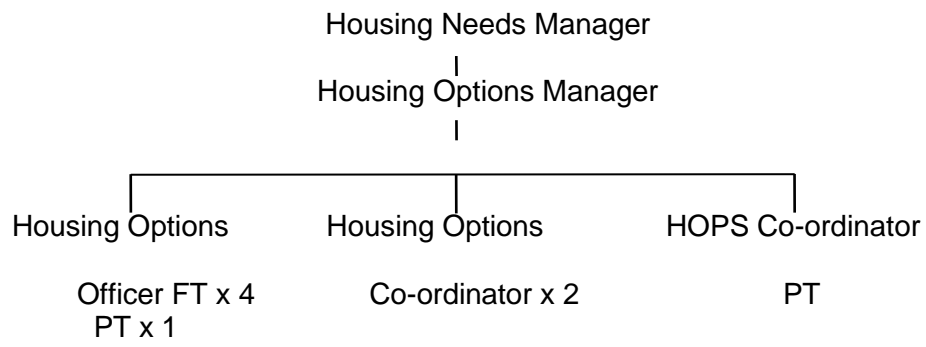 Housing Needs Manager
Housing Options Manager
Housing Options Housing Options HOPS Co-ordinator
Officer FT x 4 Co-ordinator x 2 PT
PT x 1